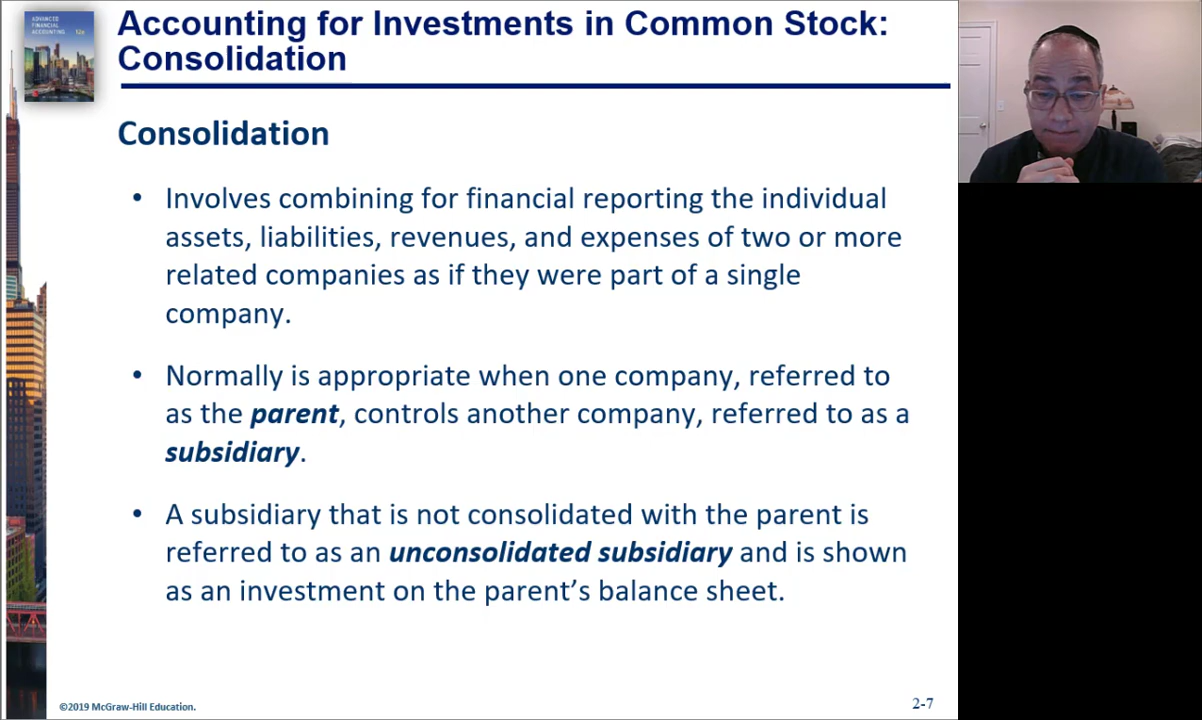 ADVANCED
FINANCIAL
ACCOUNTING 12e
Accounting for Investments in Common Stock:
Consolidation
Consolidation
• Involves combining for financial reporting the individual
assets, liabilities, revenues, and expenses of two or more
related companies as if they were part of a single
company.
• Normally is appropriate when one company, referred to
as the parent, controls another company, referred to as a
subsidiary.
• A subsidiary that is not consolidated with the parent is
referred to as an unconsolidated subsidiary and is shown
as an investment on the parent’s balance sheet.
©2019 McGraw-Hill Education.
2-7